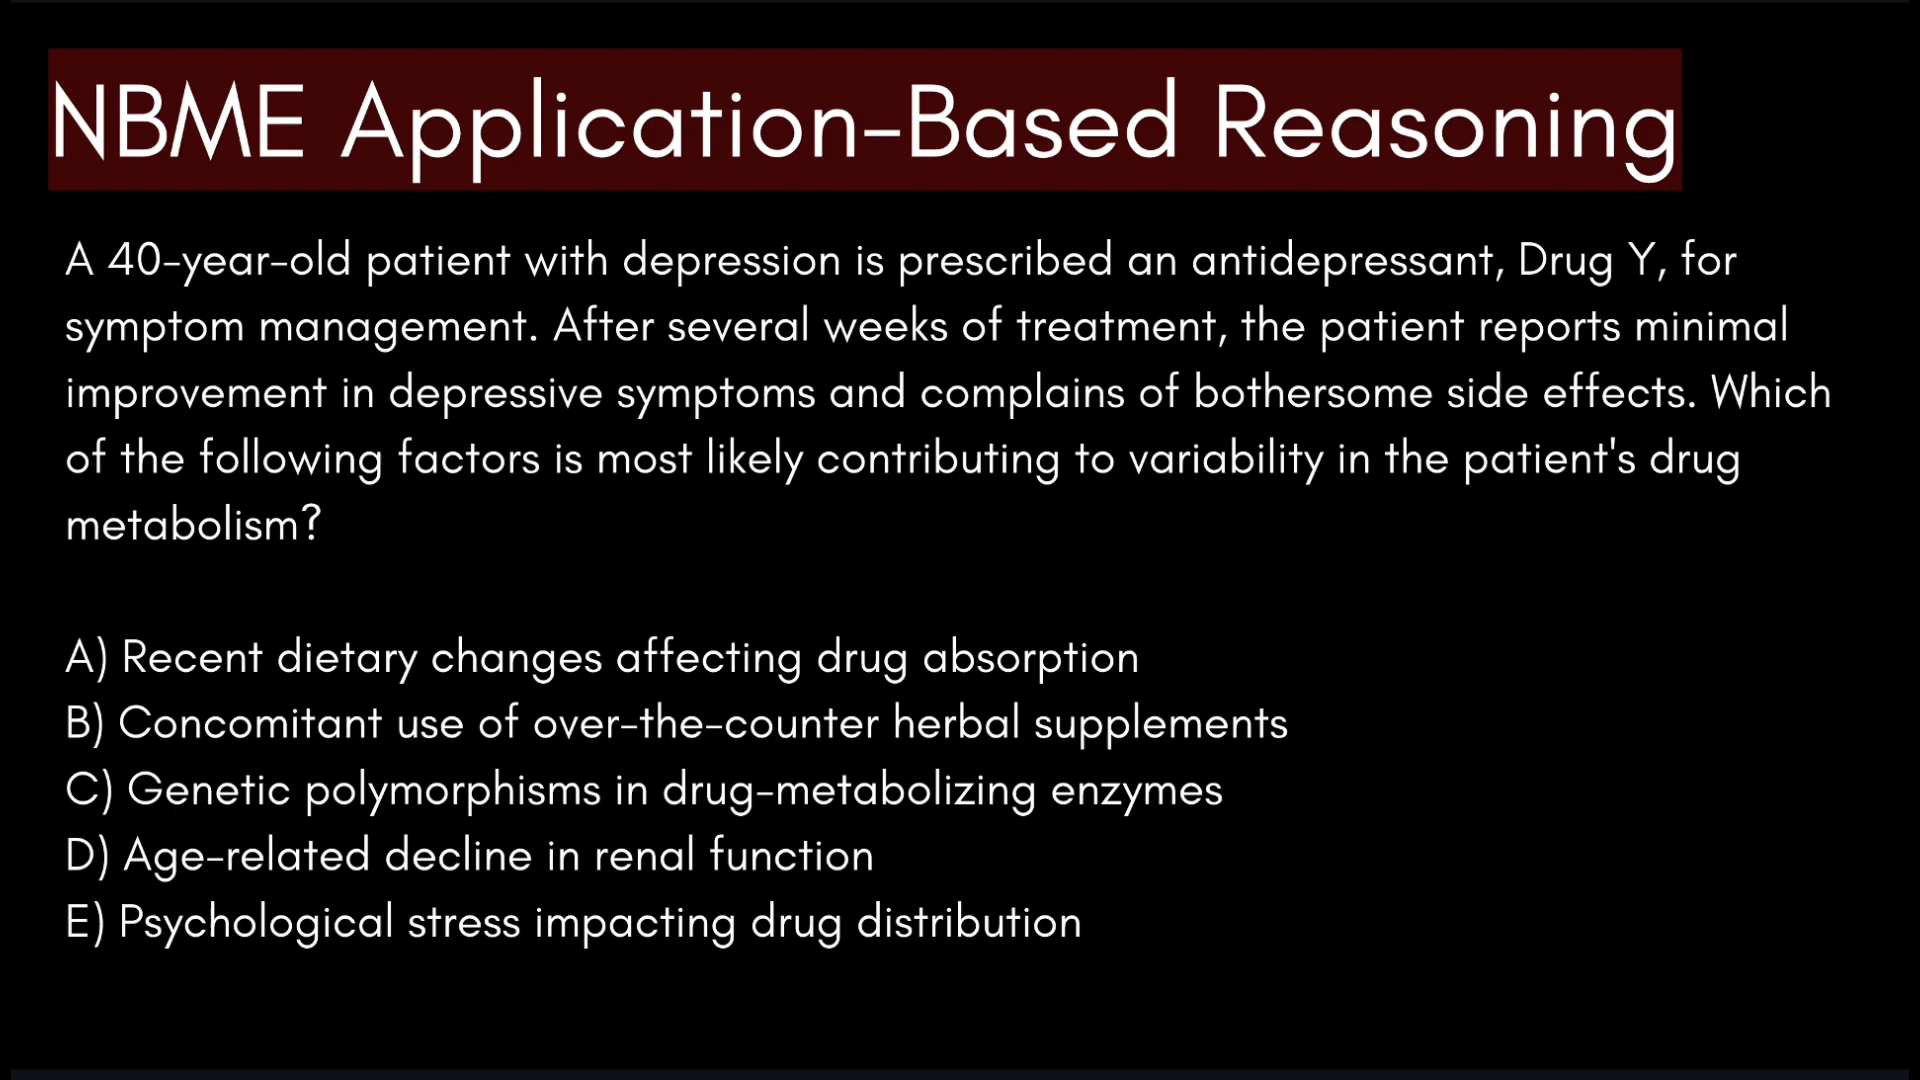 NBME Application-Based Reasoning
A 40-year-old patient with depression is prescribed an antidepressant, Drug Y, for
symptom management. After several weeks of treatment, the patient reports minimal
improvement in depressive symptoms and complains of bothersome side effects. Which
of the following factors is most likely contributing to variability in the patient's drug
metabolism?
A) Recent dietary changes affecting drug absorption
B) Concomitant use of over-the-counter herbal supplements
C) Genetic polymorphisms in drug-metabolizing enzymes
D) Age-related decline in renal function
E) Psychological stress impacting drug distribution